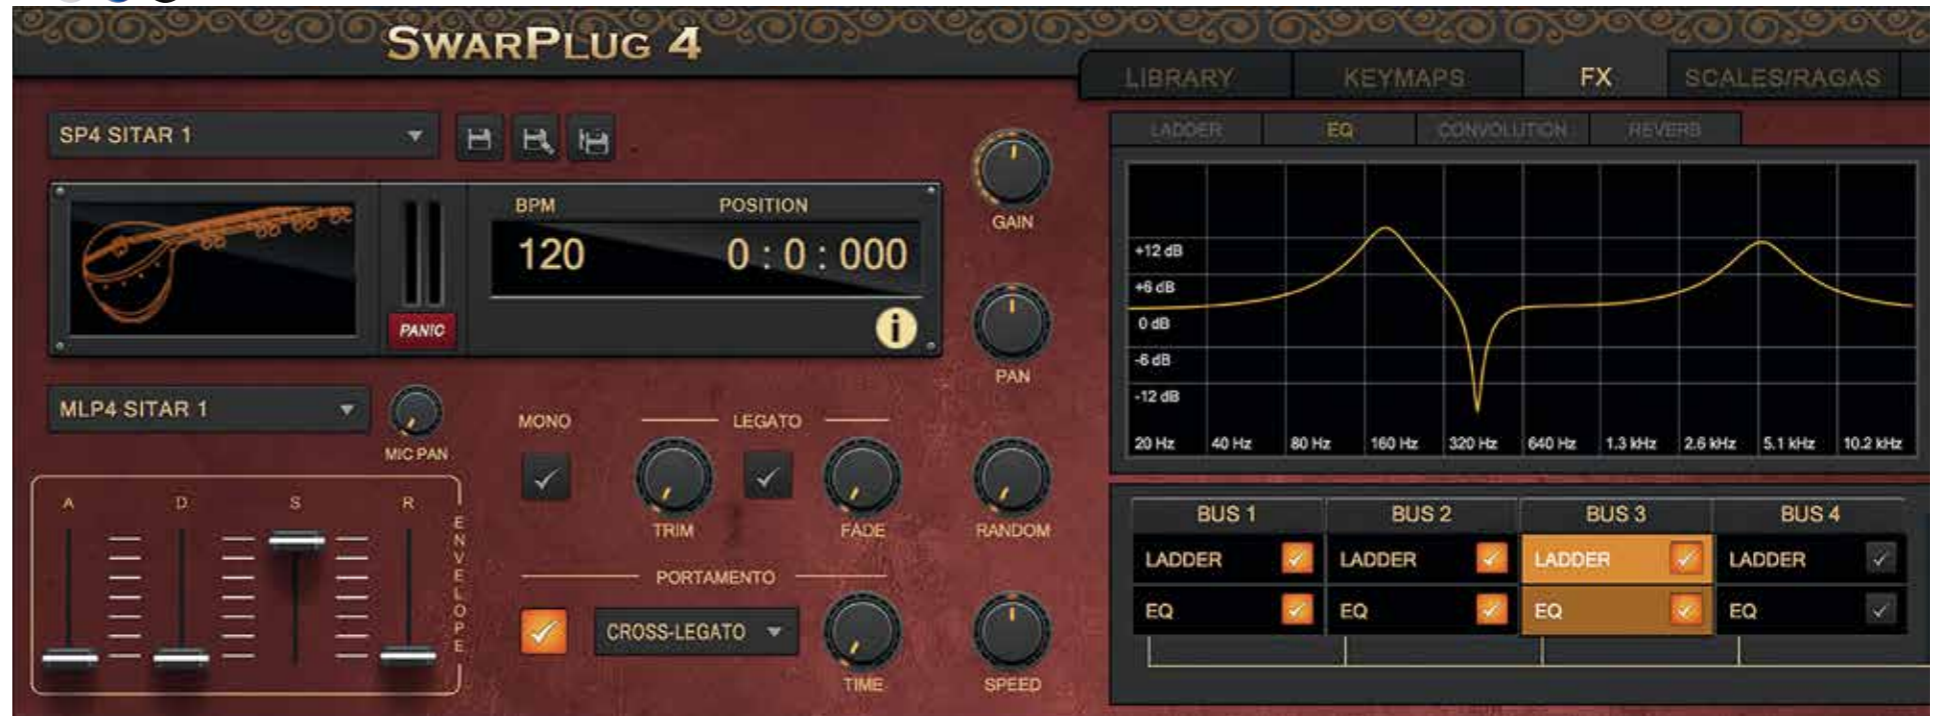 SWARPLUG 4
LIBRARY KEYMAPS FX SCALES/RAGAS
SP4 SITAR 1
LADDER EQ CONVOLUTION REVERB
BPM POSITION
120 0 : 0 : 000
PANIC
i
GAIN
PAN
+12 dB
+6 dB
0 dB
-6 dB
-12 dB
20 Hz 40 Hz 80 Hz 160 Hz 320 Hz 640 Hz 1.3 kHz 2.6 kHz 5.1 kHz 10.2 kHz
MLP4 SITAR 1
MIC PAN
MONO LEGATO
TRIM FADE RANDOM
A D S R
ENVELOPE
PORTAMENTO
CROSS-LEGATO
TIME SPEED
BUS 1 BUS 2 BUS 3 BUS 4
LADDER LADDER LADDER LADDER
EQ EQ EQ EQ